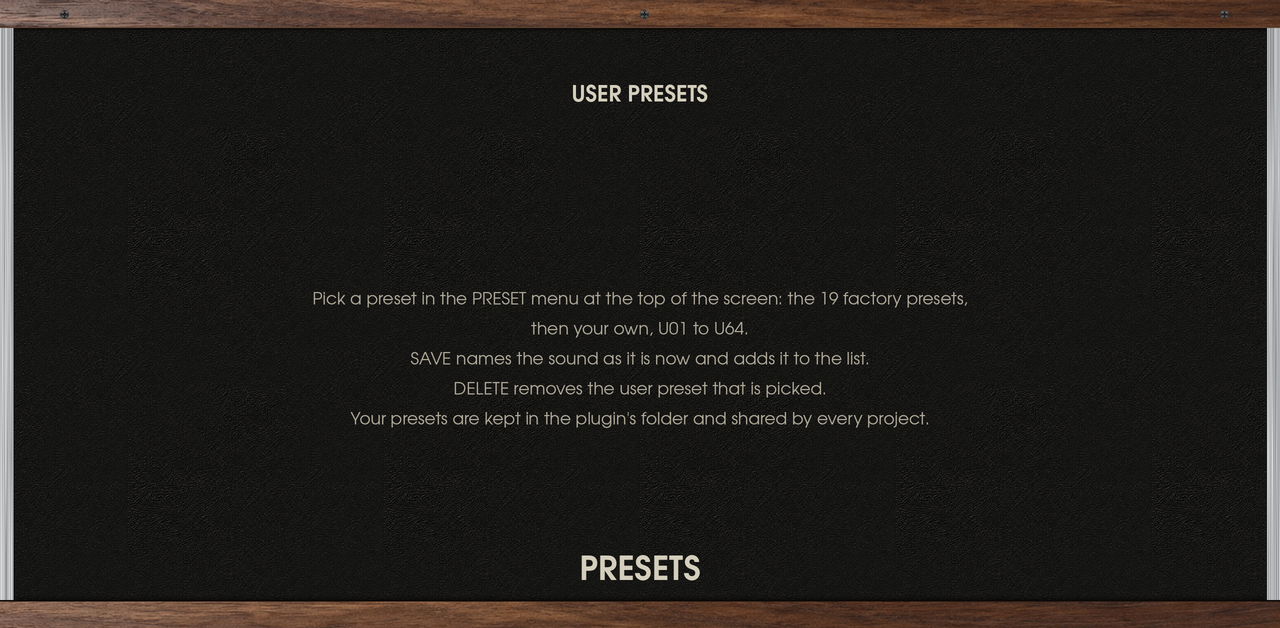 USER PRESETS
Pick a preset in the PRESET menu at the top of the screen: the 19 factory presets,
then your own, U01 to U64.
SAVE names the sound as it is now and adds it to the list.
DELETE removes the user preset that is picked.
Your presets are kept in the plugin's folder and shared by every project.
PRESETS